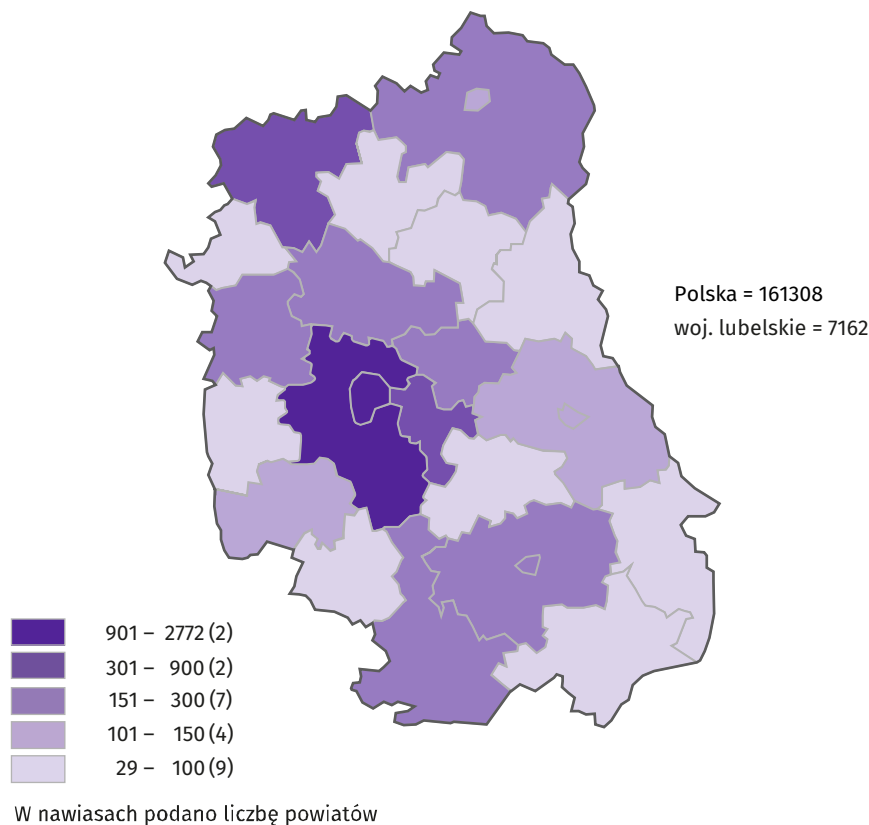 Polska = 161308
woj. lubelskie = 7162
901 – 2772 (2)
301 – 900 (2)
151 – 300 (7)
101 – 150 (4)
29 – 100 (9)
W nawiasach podano liczbę powiatów